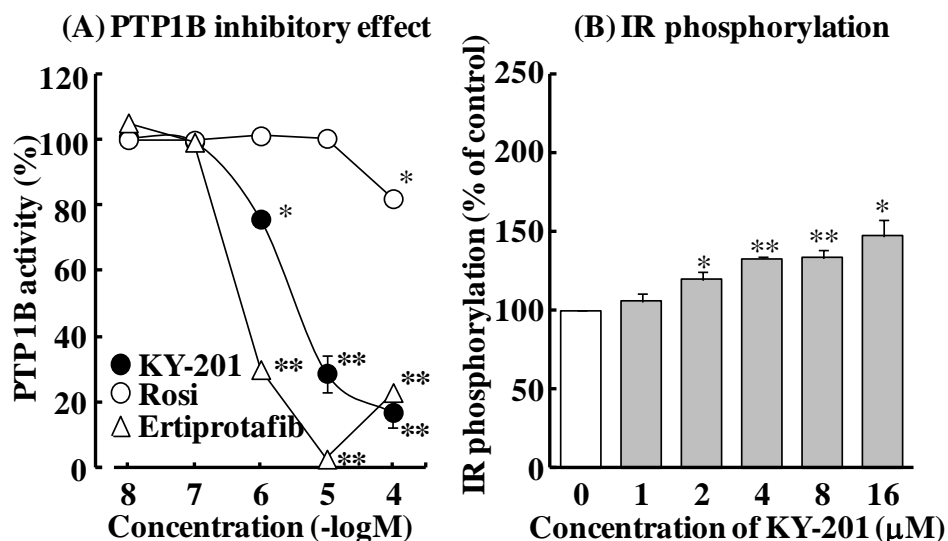 (A) PTP1B inhibitory effect
PTP1B activity (%)
120
100
80
60
40
20
0
*
*
**
**
**
**
**
KY-201
Rosi
Ertiprotafib
8 7 6 5 4
Concentration (-logM)
(B) IR phosphorylation
IR phosphorylation (% of control)
250
200
150
100
50
0
*
**
**
*
0 1 2 4 8 16
Concentration of KY-201 (μM)